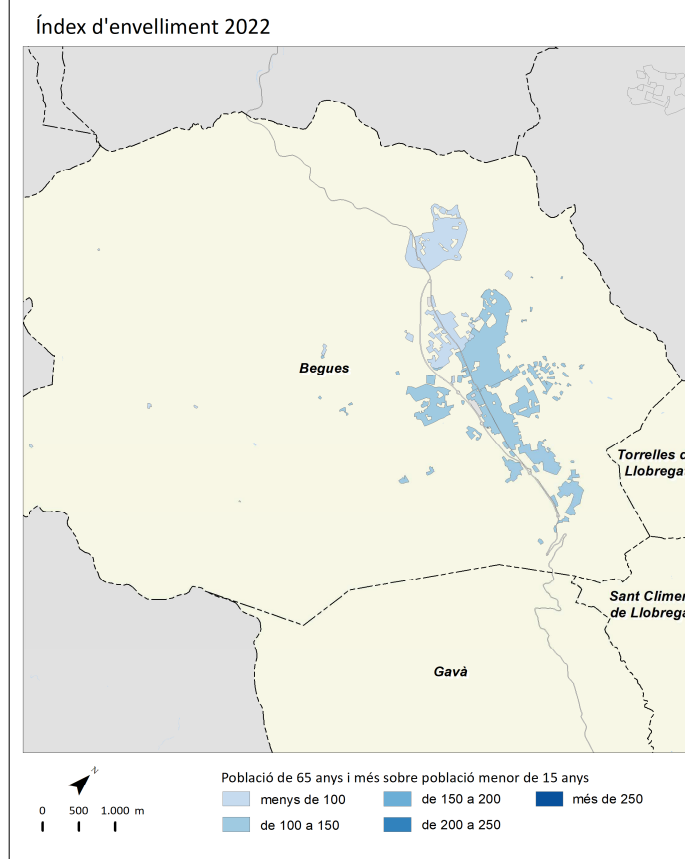 Índex d'envelliment 2022
Begues
Torrelles d
Llobrega
Sant Climen
de Llobrega
Gavà
N
0 500 1.000 m
Població de 65 anys i més sobre població menor de 15 anys
menys de 100
de 100 a 150
de 150 a 200
de 200 a 250
més de 250